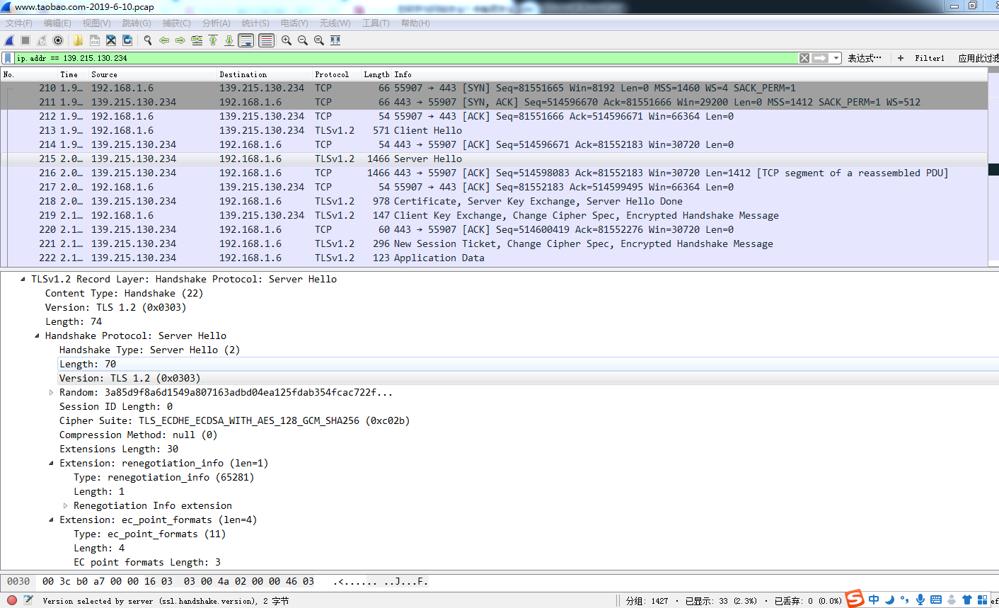 www.taobao.com-2019-6-10.pcap
文件(F) 编辑(E) 视图(V) 跳转(G) 捕获(C) 分析(A) 统计(S) 电话(Y) 无线(W) 工具(T) 帮助(H)
ip.addr == 139.215.130.234 表达式… + Filter1 应用此过滤
No. Time Source Destination Protocol Length Info
210 1.9… 192.168.1.6 139.215.130.234 TCP 66 55907 → 443 [SYN] Seq=81551665 Win=8192 Len=0 MSS=1460 WS=4 SACK_PERM=1
211 1.9… 139.215.130.234 192.168.1.6 TCP 66 443 → 55907 [SYN, ACK] Seq=514596670 Ack=81551666 Win=29200 Len=0 MSS=1412 SACK_PERM=1 WS=512
212 1.9… 192.168.1.6 139.215.130.234 TCP 54 55907 → 443 [ACK] Seq=81551666 Ack=514596671 Win=66364 Len=0
213 1.9… 192.168.1.6 139.215.130.234 TLSv1.2 571 Client Hello
214 1.9… 139.215.130.234 192.168.1.6 TCP 54 443 → 55907 [ACK] Seq=514596671 Ack=81552183 Win=30720 Len=0
215 2.0… 139.215.130.234 192.168.1.6 TLSv1.2 1466 Server Hello
216 2.0… 139.215.130.234 192.168.1.6 TCP 1466 443 → 55907 [ACK] Seq=514598083 Ack=81552183 Win=30720 Len=1412 [TCP segment of a reassembled PDU]
217 2.0… 192.168.1.6 139.215.130.234 TCP 54 55907 → 443 [ACK] Seq=81552183 Ack=514599495 Win=66364 Len=0
218 2.0… 139.215.130.234 192.168.1.6 TLSv1.2 978 Certificate, Server Key Exchange, Server Hello Done
219 2.1… 192.168.1.6 139.215.130.234 TLSv1.2 147 Client Key Exchange, Change Cipher Spec, Encrypted Handshake Message
220 2.1… 139.215.130.234 192.168.1.6 TCP 60 443 → 55907 [ACK] Seq=514600419 Ack=81552276 Win=30720 Len=0
221 2.1… 139.215.130.234 192.168.1.6 TLSv1.2 296 New Session Ticket, Change Cipher Spec, Encrypted Handshake Message
222 2.1… 139.215.130.234 192.168.1.6 TLSv1.2 123 Application Data
TLSv1.2 Record Layer: Handshake Protocol: Server Hello
Content Type: Handshake (22)
Version: TLS 1.2 (0x0303)
Length: 74
Handshake Protocol: Server Hello
Handshake Type: Server Hello (2)
Length: 70
Version: TLS 1.2 (0x0303)
Random: 3a85d9f8a6d1549a807163adbd04ea125fdab354fcac722f...
Session ID Length: 0
Cipher Suite: TLS_ECDHE_ECDSA_WITH_AES_128_GCM_SHA256 (0xc02b)
Compression Method: null (0)
Extensions Length: 30
Extension: renegotiation_info (len=1)
Type: renegotiation_info (65281)
Length: 1
Renegotiation Info extension
Extension: ec_point_formats (len=4)
Type: ec_point_formats (11)
Length: 4
EC point formats Length: 3
0030 00 3c b0 a7 00 00 16 03 03 00 4a 02 00 00 46 03 .<...... ..J...F.
Version selected by server (ssl.handshake.version), 2 字节 分组: 1427 · 已显示: 33 (2.3%) · 已丢弃: 0 (0.0%) 中